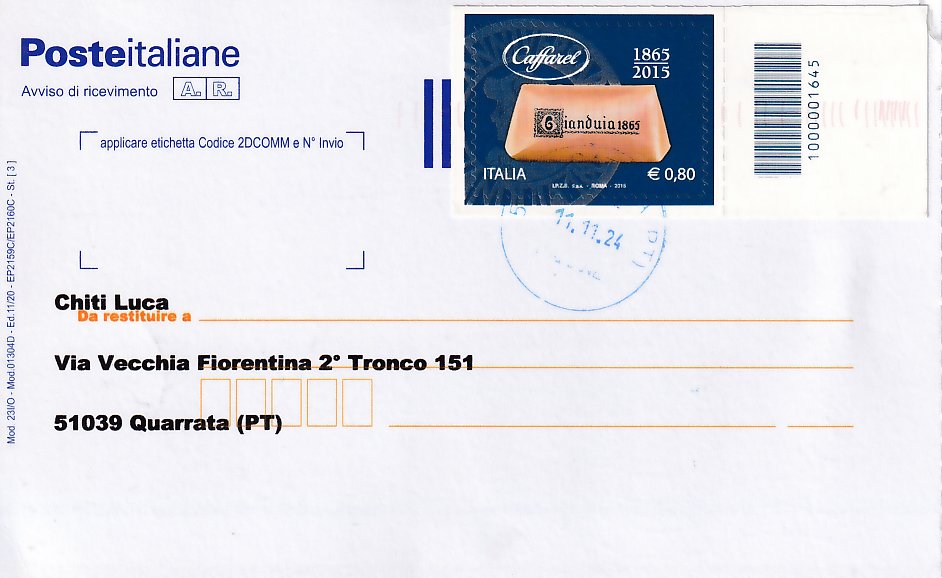 Posteitaliane
Avviso di ricevimento A. R.
applicare etichetta Codice 2DCOMM e N° Invio
Caffarel
1865
2015
Gianduia 1865
ITALIA
€ 0,80
I.P.Z.S. S.p.A. - ROMA - 2015
1000001645
11.11.24
Chiti Luca
Da restituire a
Via Vecchia Fiorentina 2° Tronco 151
51039 Quarrata (PT)
Mod. 23I/O - Mod.01304D - Ed.11/20 - EP2159C/EP2160C - St. [ 3 ]